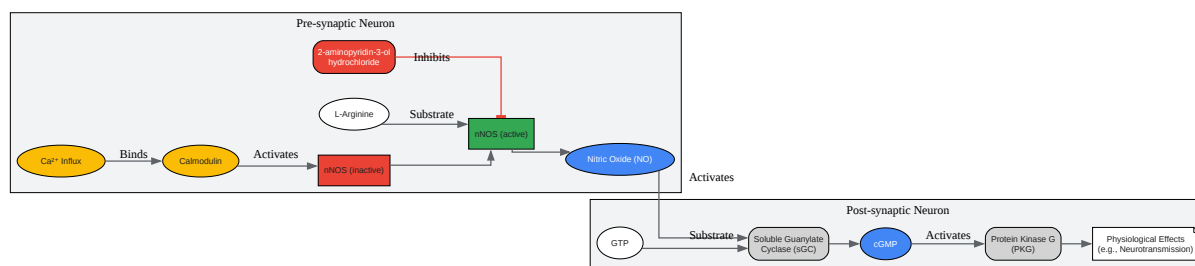 Pre-synaptic Neuron
2-aminopyridin-3-ol
hydrochloride
Inhibits
L-Arginine
Substrate
nNOS (active)
Ca²⁺ Influx
Binds
Calmodulin
Activates
nNOS (inactive)
Nitric Oxide (NO)
Activates
Post-synaptic Neuron
GTP
Substrate
Soluble Guanylate
Cyclase (sGC)
cGMP
Activates
Protein Kinase G
(PKG)
Physiological Effects
(e.g., Neurotransmission)